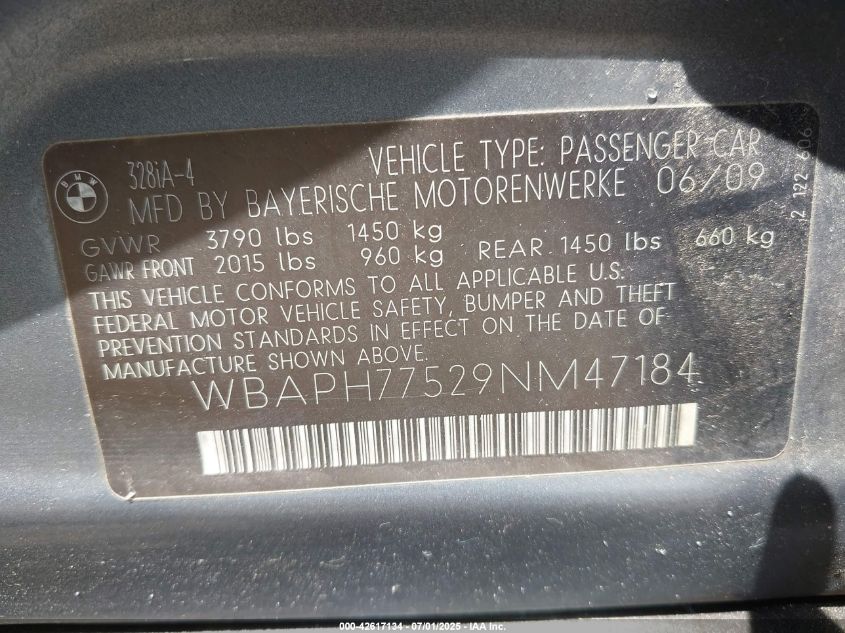 BMW
328iA-4 VEHICLE TYPE: PASSENGER CAR
MFD BY BAYERISCHE MOTORENWERKE 06/09
GVWR 3790 lbs 1450 kg
GAWR FRONT 2015 lbs 960 kg REAR 1450 lbs 660 kg
THIS VEHICLE CONFORMS TO ALL APPLICABLE U.S.
FEDERAL MOTOR VEHICLE SAFETY, BUMPER AND THEFT
PREVENTION STANDARDS IN EFFECT ON THE DATE OF
MANUFACTURE SHOWN ABOVE.
WBAPH77529NM47184
2 122 606
000-42617134 - 07/01/2025 - IAA Inc.